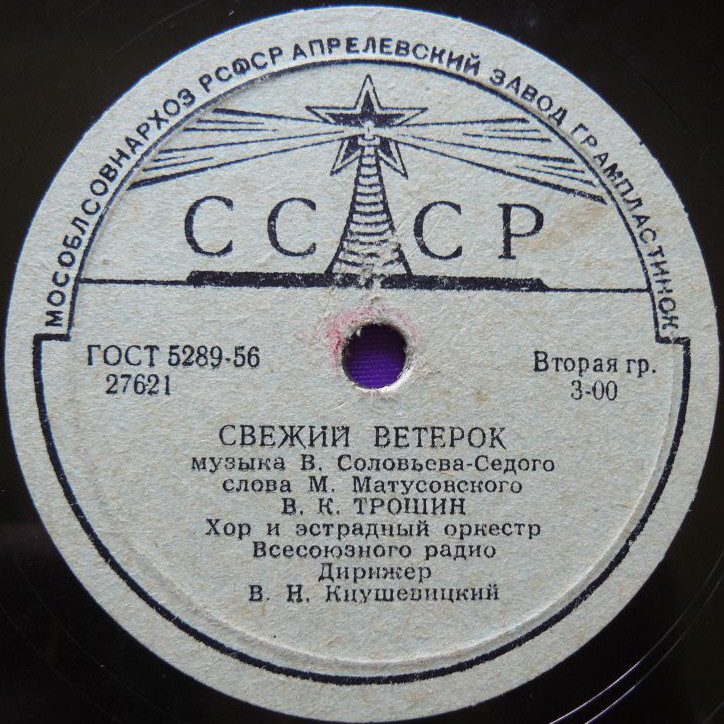 МОСОБЛСОВНАРХОЗ РСФСР АПРЕЛЕВСКИЙ ЗАВОД ГРАМПЛАСТИНОК
СССР
ГОСТ 5289-56
27621
Вторая гр.
3-00
СВЕЖИЙ ВЕТЕРОК
музыка В. Соловьева-Седого
слова М. Матусовского
В. К. ТРОШИН
Хор и эстрадный оркестр
Всесоюзного радио
Дирижер
В. Н. Кнушевицкий